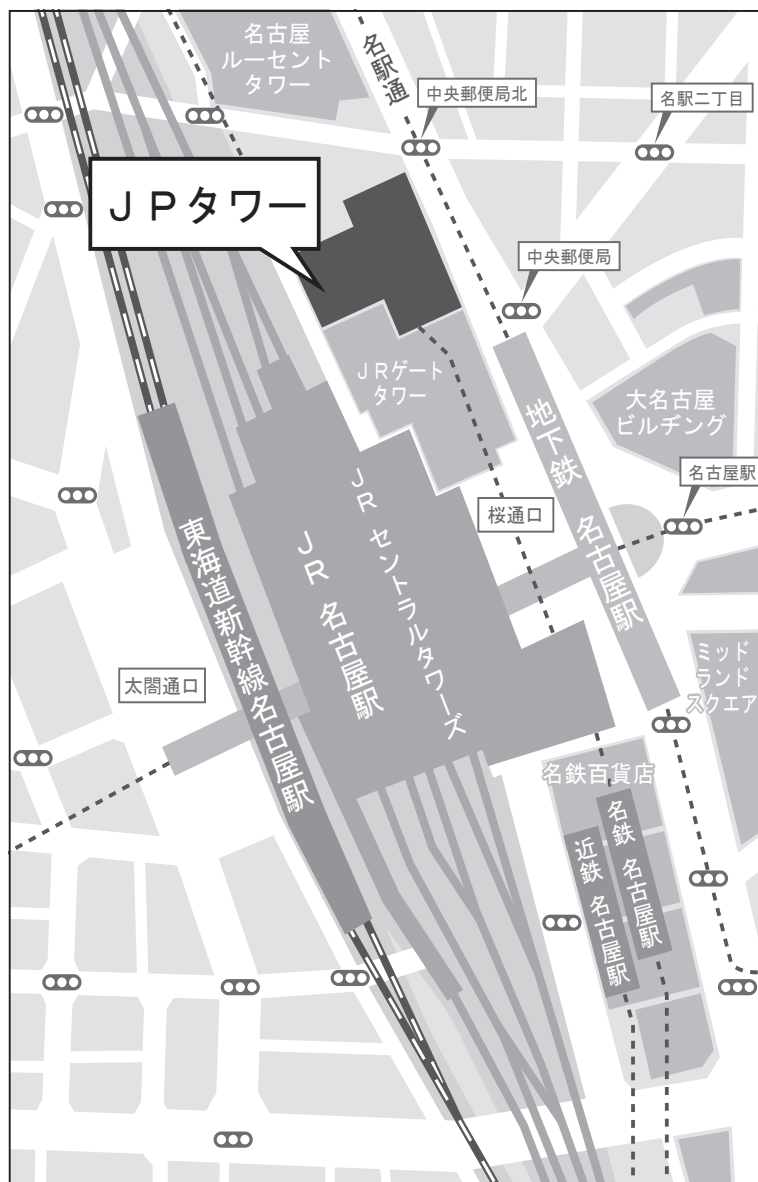 名古屋
ルーセント
タワー
名駅通
中央郵便局北
名駅二丁目
JPタワー
中央郵便局
JRゲート
タワー
大名古屋
ビルヂング
地下鉄 名古屋駅
名古屋駅
桜通口
JRセントラルタワーズ
JR 名古屋駅
東海道新幹線名古屋駅
太閤通口
ミッド
ランド
スクエア
名鉄百貨店
名鉄 名古屋駅
近鉄 名古屋駅